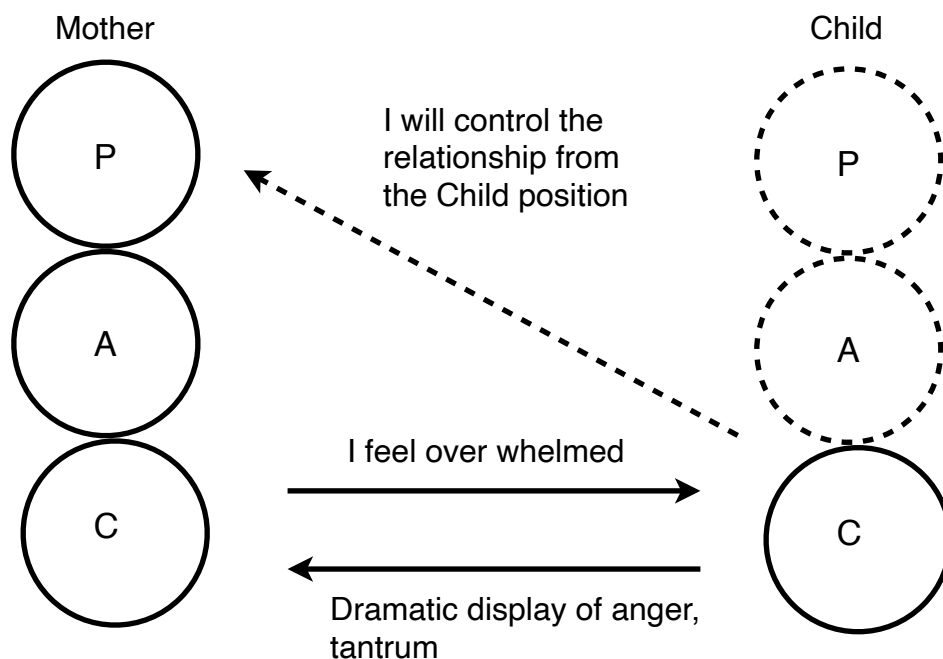 Mother
Child
P
I will control the
relationship from
the Child position
P
A
A
I feel over whelmed
C
C
Dramatic display of anger,
tantrum